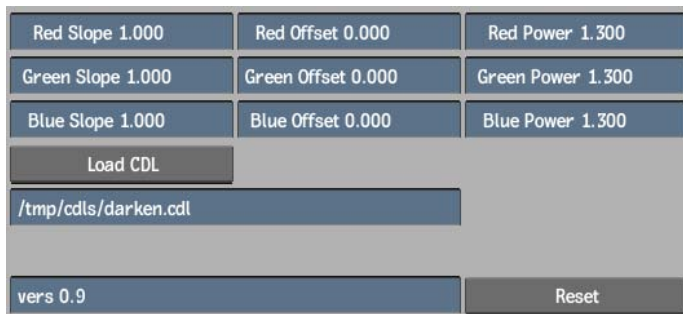 Red Slope 1.000 Red Offset 0.000 Red Power 1.300
Green Slope 1.000 Green Offset 0.000 Green Power 1.300
Blue Slope 1.000 Blue Offset 0.000 Blue Power 1.300
Load CDL
/tmp/cdls/darken.cdl
vers 0.9 Reset